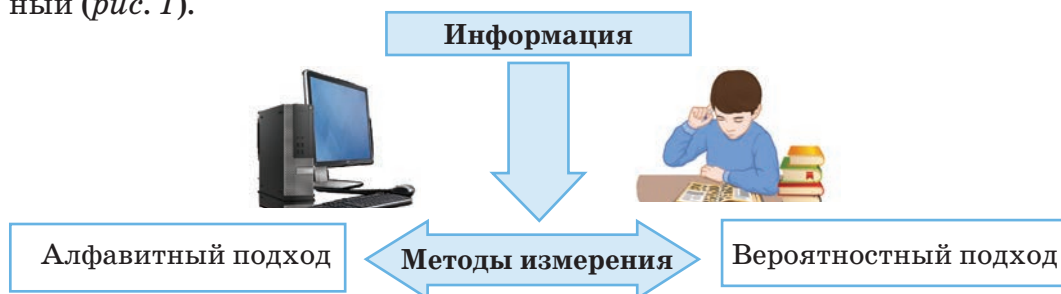 ный (рис. 1).
Информация
Алфавитный подход
Методы измерения
Вероятностный подход